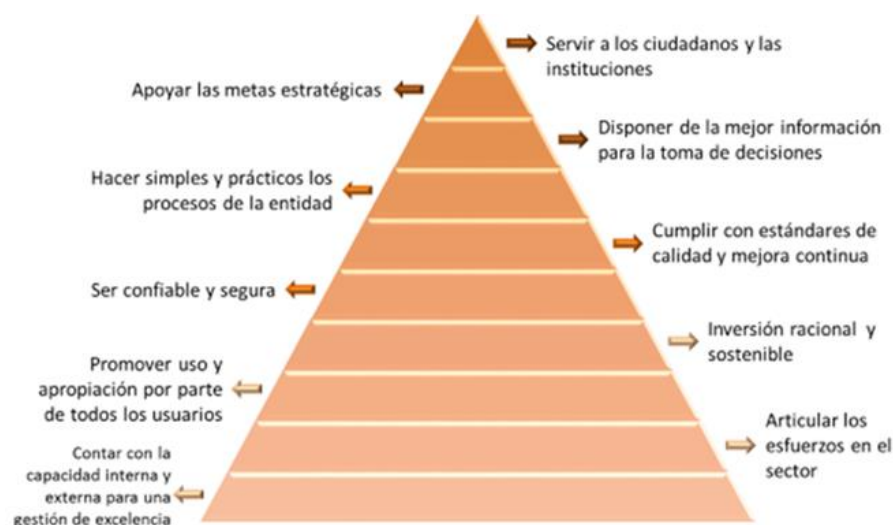 Servir a los ciudadanos y las
instituciones
Apoyar las metas estratégicas
Disponer de la mejor información
para la toma de decisiones
Hacer simples y prácticos los
procesos de la entidad
Cumplir con estándares de
calidad y mejora continua
Ser confiable y segura
Inversión racional y
sostenible
Promover uso y
apropiación por parte
de todos los usuarios
Articular los
esfuerzos en el
sector
Contar con la
capacidad interna y
externa para una
gestión de excelencia